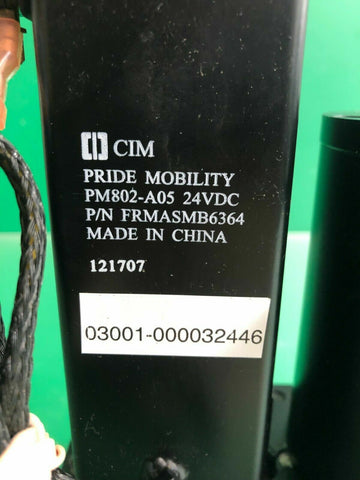 CIM
PRIDE MOBILITY
PM802-A05 24VDC
P/N FRMASMB6364
MADE IN CHINA
121707
03001-000032446